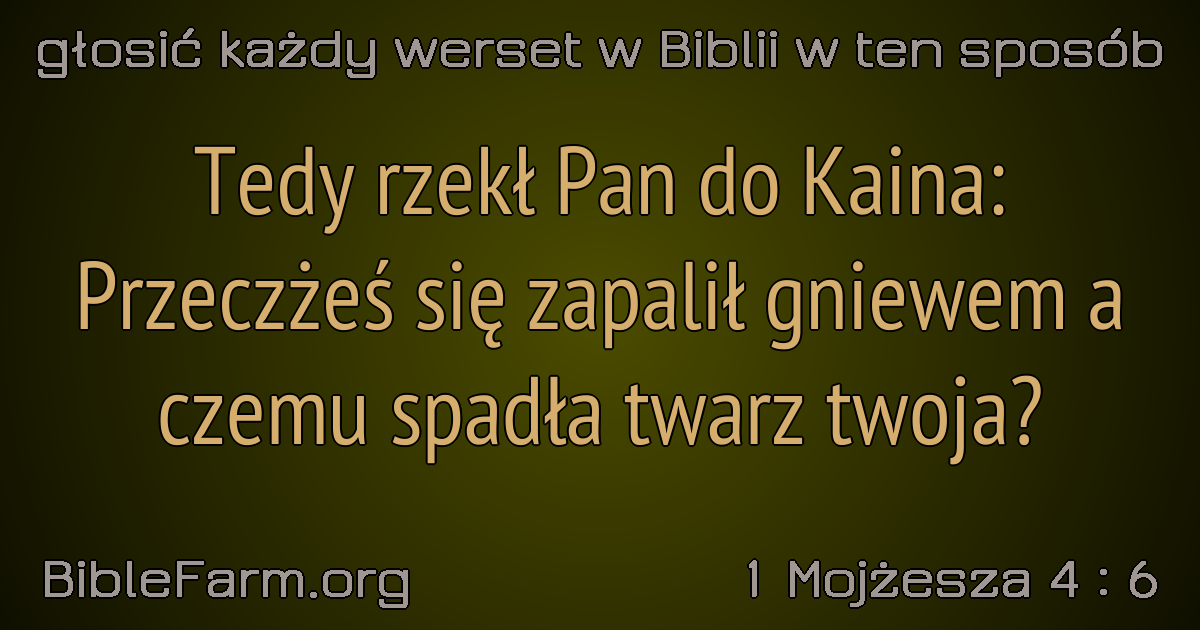 głosić każdy werset w Biblii w ten sposób
Tedy rzekł Pan do Kaina:
Przeczżeś się zapalił gniewem a
czemu spadła twarz twoja?
BibleFarm.org
1 Mojżesza 4 : 6